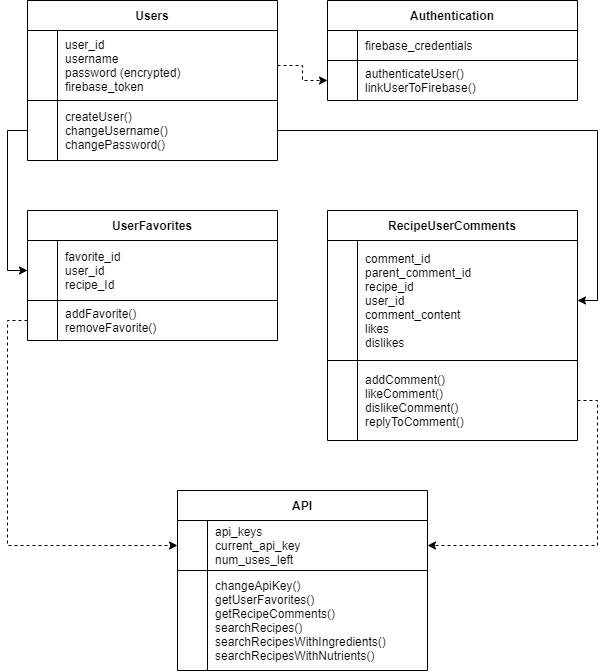 Users
user_id
username
password (encrypted)
firebase_token
createUser()
changeUsername()
changePassword()
Authentication
firebase_credentials
authenticateUser()
linkUserToFirebase()
UserFavorites
favorite_id
user_id
recipe_Id
addFavorite()
removeFavorite()
RecipeUserComments
comment_id
parent_comment_id
recipe_id
user_id
comment_content
likes
dislikes
addComment()
likeComment()
dislikeComment()
replyToComment()
API
api_keys
current_api_key
num_uses_left
changeApiKey()
getUserFavorites()
getRecipeComments()
searchRecipes()
searchRecipesWithIngredients()
searchRecipesWithNutrients()